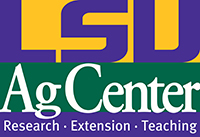 LSU
AgCenter
Research · Extension · Teaching